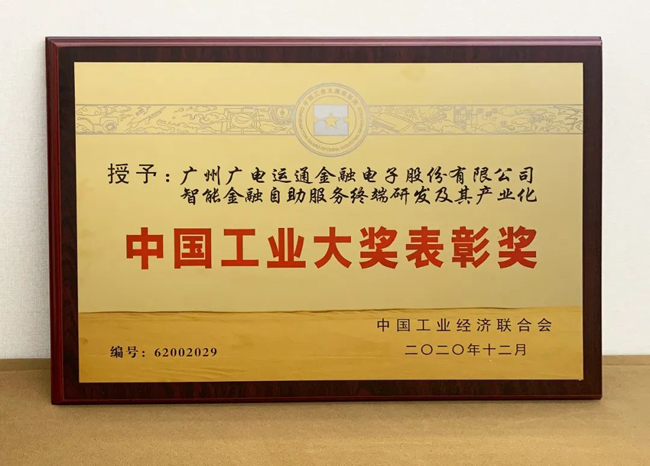 授予：广州广电运通金融电子股份有限公司
智能金融自助服务终端研发及其产业化
中国工业大奖表彰奖
中国工业经济联合会
编号：62002029
二〇二〇年十二月